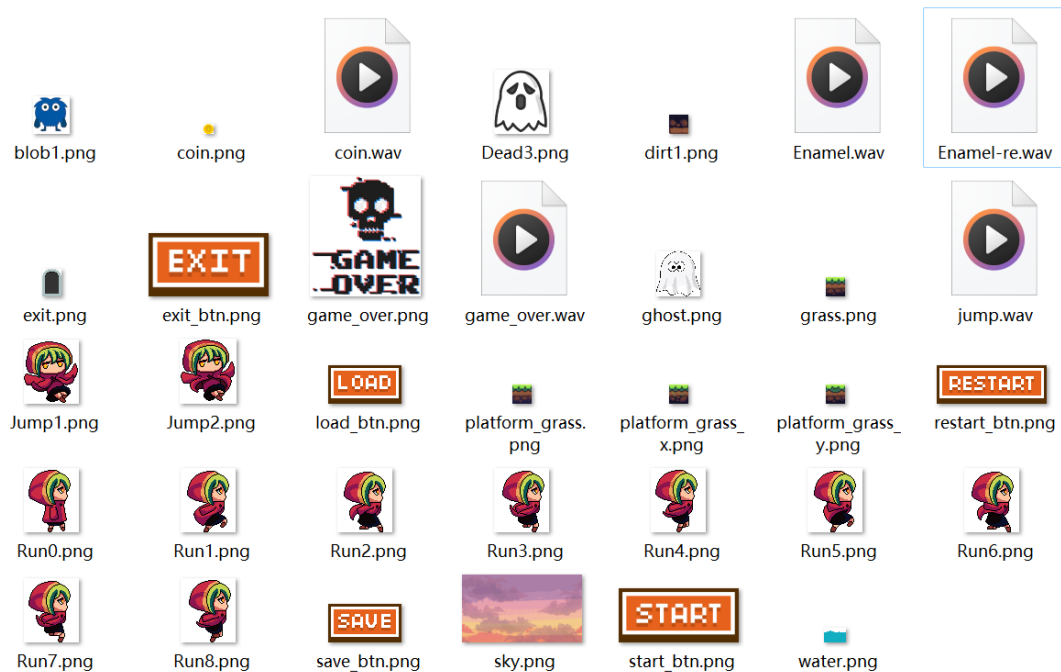 blob1.png
coin.png
coin.wav
Dead3.png
dirt1.png
Enamel.wav
Enamel-re.wav
EXIT
GAME
OVER
exit.png
exit_btn.png
game_over.png
game_over.wav
ghost.png
grass.png
jump.wav
LOAD
RESTART
Jump1.png
Jump2.png
load_btn.png
platform_grass.
png
platform_grass_
x.png
platform_grass_
y.png
restart_btn.png
Run0.png
Run1.png
Run2.png
Run3.png
Run4.png
Run5.png
Run6.png
SAVE
START
Run7.png
Run8.png
save_btn.png
sky.png
start_btn.png
water.png